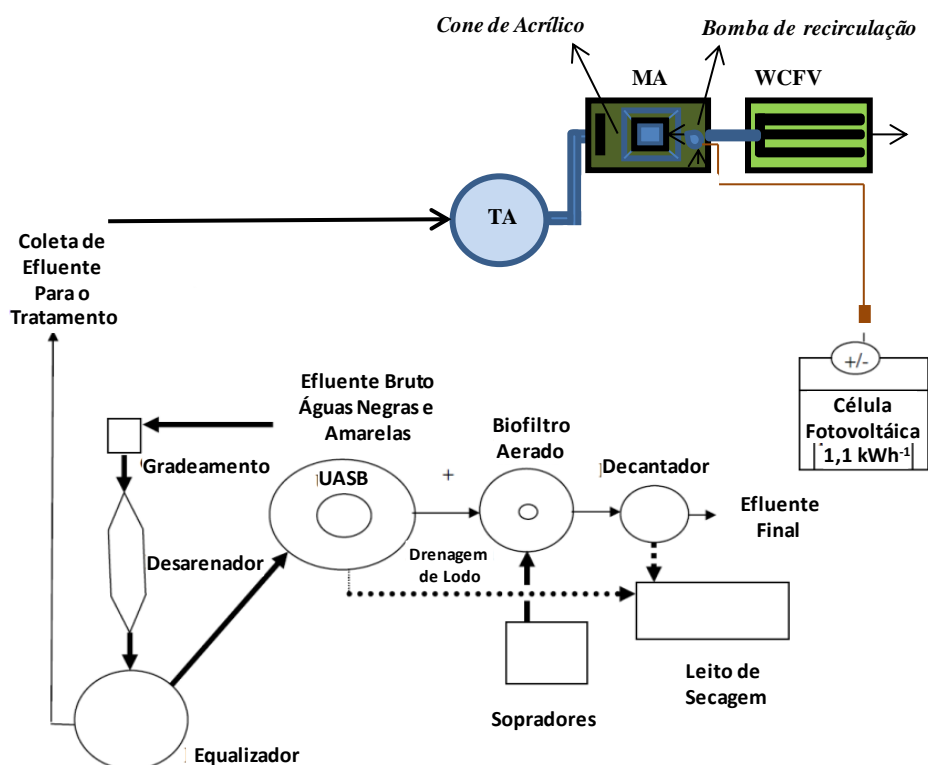 Cone de Acrílico
Bomba de recirculação
MA
WCFV
TA
Coleta de
Efluente
Para o
Tratamento
+/-
Célula
Fotovoltáica
1,1 kWh⁻¹
Efluente Bruto
Águas Negras e
Amarelas
Gradeamento
UASB
+
Biofiltro
Aerado
Decantador
Efluente
Final
Desarenador
Drenagem
de Lodo
Leito de
Secagem
Sopradores
Equalizador